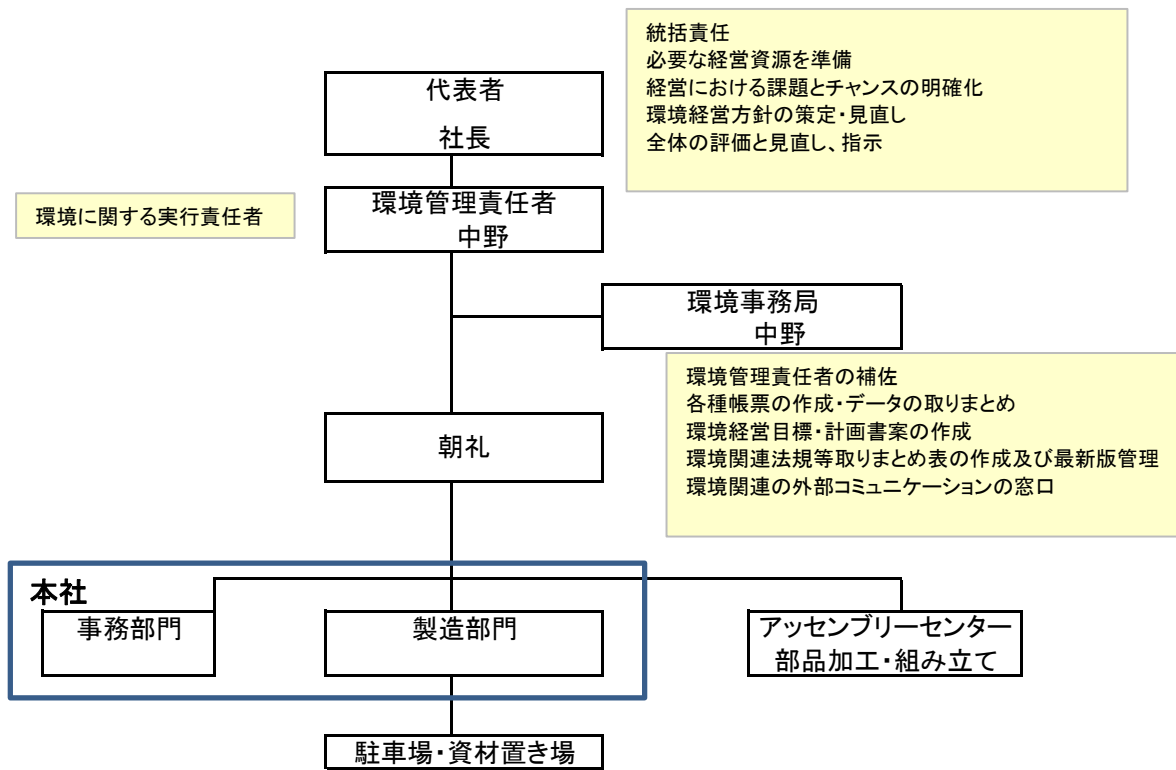 統括責任
必要な経営資源を準備
経営における課題とチャンスの明確化
環境経営方針の策定・見直し
全体の評価と見直し、指示
代表者
社長
環境に関する実行責任者
環境管理責任者
中野
環境事務局
中野
環境管理責任者の補佐
各種帳票の作成・データの取りまとめ
環境経営目標・計画書案の作成
環境関連法規等取りまとめ表の作成及び最新版管理
環境関連の外部コミュニケーションの窓口
朝礼
本社
事務部門
製造部門
アッセンブリーセンター
部品加工・組み立て
駐車場・資材置き場